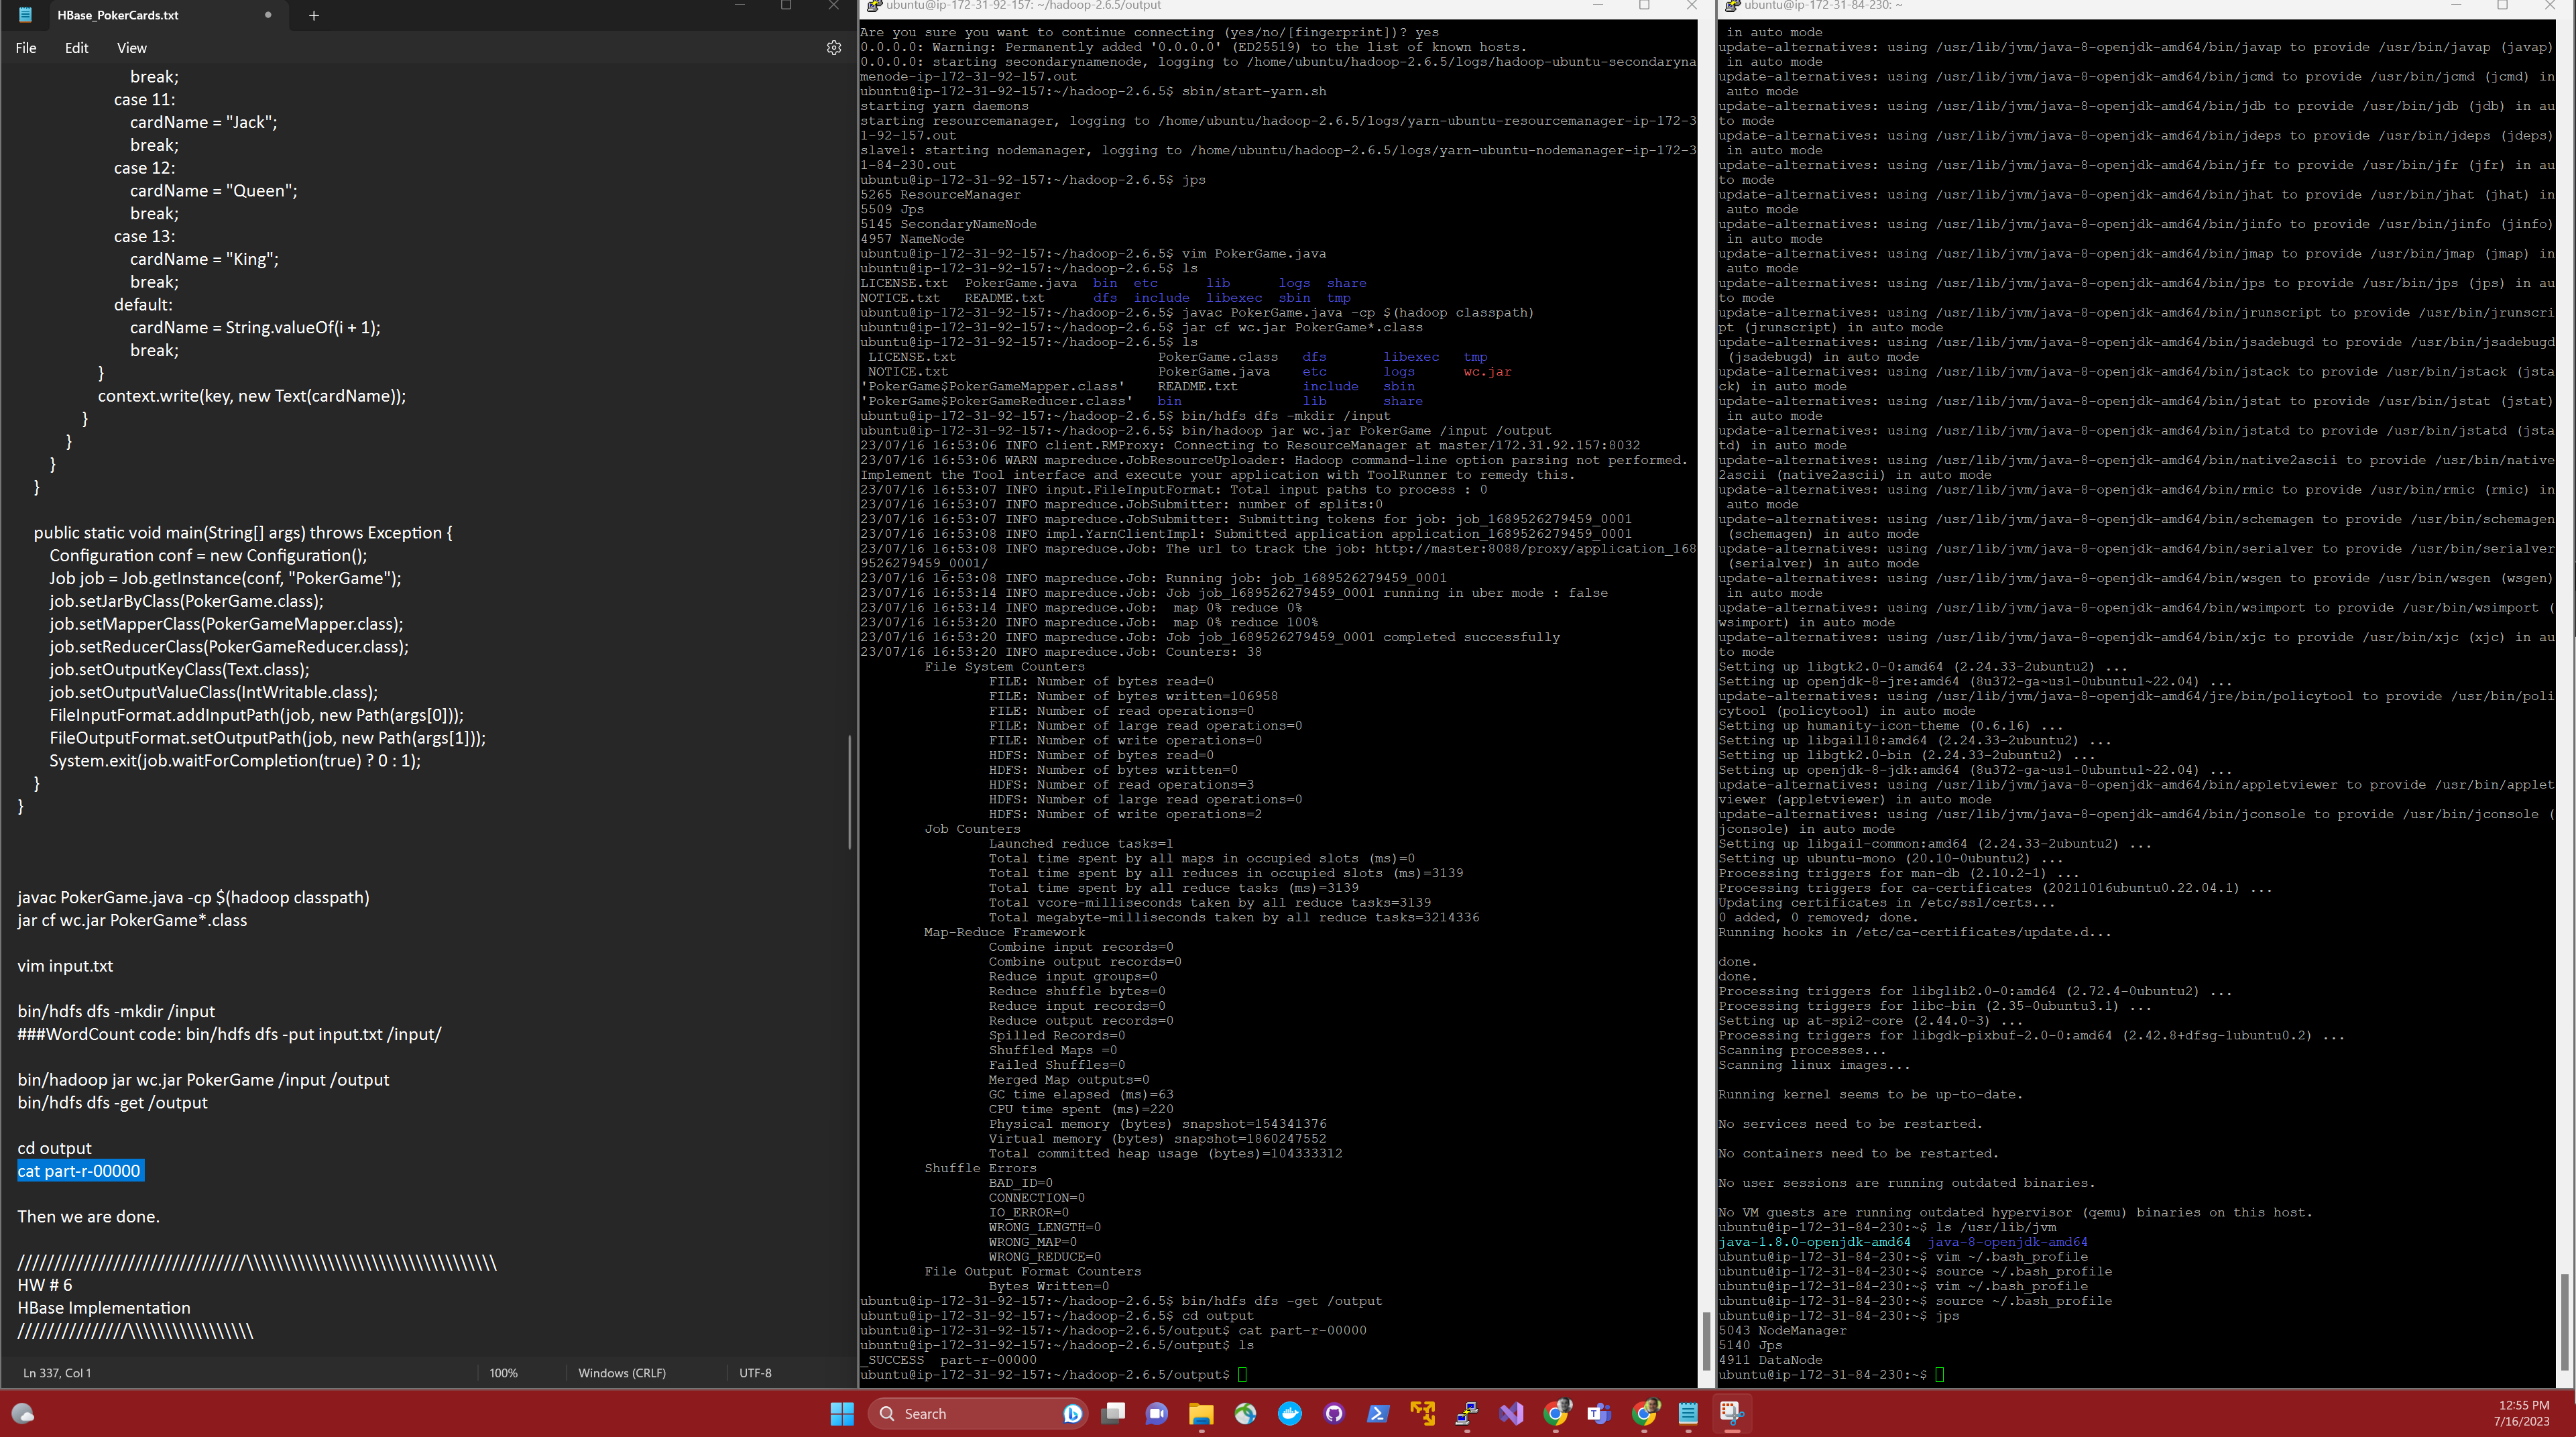 HBase_PokerCards.txt
File Edit View
break;
case 11:
cardName = "Jack";
break;
case 12:
cardName = "Queen";
break;
case 13:
cardName = "King";
break;
default:
cardName = String.valueOf(i + 1);
break;
}
context.write(key, new Text(cardName));
}
}
}
}
public static void main(String[] args) throws Exception {
Configuration conf = new Configuration();
Job job = Job.getInstance(conf, "PokerGame");
job.setJarByClass(PokerGame.class);
job.setMapperClass(PokerGameMapper.class);
job.setReducerClass(PokerGameReducer.class);
job.setOutputKeyClass(Text.class);
job.setOutputValueClass(IntWritable.class);
FileInputFormat.addInputPath(job, new Path(args[0]));
FileOutputFormat.setOutputPath(job, new Path(args[1]));
System.exit(job.waitForCompletion(true) ? 0 : 1);
}
}
javac PokerGame.java -cp $(hadoop classpath)
jar cf wc.jar PokerGame*.class
vim input.txt
bin/hdfs dfs -mkdir /input
###WordCount code: bin/hdfs dfs -put input.txt /input/
bin/hadoop jar wc.jar PokerGame /input /output
bin/hdfs dfs -get /output
cd output
cat part-r-00000
Then we are done.
///////////////////////////////\\\\\\\\\\\\\\\\\\\\\\\\\\\\\\\\\\
HW # 6
HBase Implementation
///////////////\\\\\\\\\\\\\\\\\
Ln 337, Col 1 100% Windows (CRLF) UTF-8
ubuntu@ip-172-31-92-157: ~/hadoop-2.6.5/output
Are you sure you want to continue connecting (yes/no/[fingerprint])? yes
0.0.0.0: Warning: Permanently added '0.0.0.0' (ED25519) to the list of known hosts.
0.0.0.0: starting secondarynamenode, logging to /home/ubuntu/hadoop-2.6.5/logs/hadoop-ubuntu-secondaryna
menode-ip-172-31-92-157.out
ubuntu@ip-172-31-92-157:~/hadoop-2.6.5$ sbin/start-yarn.sh
starting yarn daemons
starting resourcemanager, logging to /home/ubuntu/hadoop-2.6.5/logs/yarn-ubuntu-resourcemanager-ip-172-3
1-92-157.out
slave1: starting nodemanager, logging to /home/ubuntu/hadoop-2.6.5/logs/yarn-ubuntu-nodemanager-ip-172-3
1-84-230.out
ubuntu@ip-172-31-92-157:~/hadoop-2.6.5$ jps
5265 ResourceManager
5509 Jps
5145 SecondaryNameNode
4957 NameNode
ubuntu@ip-172-31-92-157:~/hadoop-2.6.5$ vim PokerGame.java
ubuntu@ip-172-31-92-157:~/hadoop-2.6.5$ ls
LICENSE.txt PokerGame.java bin etc lib logs share
NOTICE.txt README.txt dfs include libexec sbin tmp
ubuntu@ip-172-31-92-157:~/hadoop-2.6.5$ javac PokerGame.java -cp $(hadoop classpath)
ubuntu@ip-172-31-92-157:~/hadoop-2.6.5$ jar cf wc.jar PokerGame*.class
ubuntu@ip-172-31-92-157:~/hadoop-2.6.5$ ls
LICENSE.txt PokerGame.class dfs libexec tmp
NOTICE.txt PokerGame.java etc logs wc.jar
'PokerGame$PokerGameMapper.class' README.txt include sbin
'PokerGame$PokerGameReducer.class' bin lib share
ubuntu@ip-172-31-92-157:~/hadoop-2.6.5$ bin/hdfs dfs -mkdir /input
ubuntu@ip-172-31-92-157:~/hadoop-2.6.5$ bin/hadoop jar wc.jar PokerGame /input /output
23/07/16 16:53:06 INFO client.RMProxy: Connecting to ResourceManager at master/172.31.92.157:8032
23/07/16 16:53:06 WARN mapreduce.JobResourceUploader: Hadoop command-line option parsing not performed.
Implement the Tool interface and execute your application with ToolRunner to remedy this.
23/07/16 16:53:07 INFO input.FileInputFormat: Total input paths to process : 0
23/07/16 16:53:07 INFO mapreduce.JobSubmitter: number of splits:0
23/07/16 16:53:07 INFO mapreduce.JobSubmitter: Submitting tokens for job: job_1689526279459_0001
23/07/16 16:53:08 INFO impl.YarnClientImpl: Submitted application application_1689526279459_0001
23/07/16 16:53:08 INFO mapreduce.Job: The url to track the job: http://master:8088/proxy/application_168
9526279459_0001/
23/07/16 16:53:08 INFO mapreduce.Job: Running job: job_1689526279459_0001
23/07/16 16:53:14 INFO mapreduce.Job: Job job_1689526279459_0001 running in uber mode : false
23/07/16 16:53:14 INFO mapreduce.Job: map 0% reduce 0%
23/07/16 16:53:20 INFO mapreduce.Job: map 0% reduce 100%
23/07/16 16:53:20 INFO mapreduce.Job: Job job_1689526279459_0001 completed successfully
23/07/16 16:53:20 INFO mapreduce.Job: Counters: 38
File System Counters
FILE: Number of bytes read=0
FILE: Number of bytes written=106958
FILE: Number of read operations=0
FILE: Number of large read operations=0
FILE: Number of write operations=0
HDFS: Number of bytes read=0
HDFS: Number of bytes written=0
HDFS: Number of read operations=3
HDFS: Number of large read operations=0
HDFS: Number of write operations=2
Job Counters
Launched reduce tasks=1
Total time spent by all maps in occupied slots (ms)=0
Total time spent by all reduces in occupied slots (ms)=3139
Total time spent by all reduce tasks (ms)=3139
Total vcore-milliseconds taken by all reduce tasks=3139
Total megabyte-milliseconds taken by all reduce tasks=3214336
Map-Reduce Framework
Combine input records=0
Combine output records=0
Reduce input groups=0
Reduce shuffle bytes=0
Reduce input records=0
Reduce output records=0
Spilled Records=0
Shuffled Maps =0
Failed Shuffles=0
Merged Map outputs=0
GC time elapsed (ms)=63
CPU time spent (ms)=220
Physical memory (bytes) snapshot=154341376
Virtual memory (bytes) snapshot=1860247552
Total committed heap usage (bytes)=104333312
Shuffle Errors
BAD_ID=0
CONNECTION=0
IO_ERROR=0
WRONG_LENGTH=0
WRONG_MAP=0
WRONG_REDUCE=0
File Output Format Counters
Bytes Written=0
ubuntu@ip-172-31-92-157:~/hadoop-2.6.5$ bin/hdfs dfs -get /output
ubuntu@ip-172-31-92-157:~/hadoop-2.6.5$ cd output
ubuntu@ip-172-31-92-157:~/hadoop-2.6.5/output$ cat part-r-00000
ubuntu@ip-172-31-92-157:~/hadoop-2.6.5/output$ ls
_SUCCESS part-r-00000
ubuntu@ip-172-31-92-157:~/hadoop-2.6.5/output$
ubuntu@ip-172-31-84-230: ~
in auto mode
update-alternatives: using /usr/lib/jvm/java-8-openjdk-amd64/bin/javap to provide /usr/bin/javap (javap)
in auto mode
update-alternatives: using /usr/lib/jvm/java-8-openjdk-amd64/bin/jcmd to provide /usr/bin/jcmd (jcmd) in
auto mode
update-alternatives: using /usr/lib/jvm/java-8-openjdk-amd64/bin/jdb to provide /usr/bin/jdb (jdb) in au
to mode
update-alternatives: using /usr/lib/jvm/java-8-openjdk-amd64/bin/jdeps to provide /usr/bin/jdeps (jdeps)
in auto mode
update-alternatives: using /usr/lib/jvm/java-8-openjdk-amd64/bin/jfr to provide /usr/bin/jfr (jfr) in au
to mode
update-alternatives: using /usr/lib/jvm/java-8-openjdk-amd64/bin/jhat to provide /usr/bin/jhat (jhat) in
auto mode
update-alternatives: using /usr/lib/jvm/java-8-openjdk-amd64/bin/jinfo to provide /usr/bin/jinfo (jinfo)
in auto mode
update-alternatives: using /usr/lib/jvm/java-8-openjdk-amd64/bin/jmap to provide /usr/bin/jmap (jmap) in
auto mode
update-alternatives: using /usr/lib/jvm/java-8-openjdk-amd64/bin/jps to provide /usr/bin/jps (jps) in au
to mode
update-alternatives: using /usr/lib/jvm/java-8-openjdk-amd64/bin/jrunscript to provide /usr/bin/jrunscri
pt (jrunscript) in auto mode
update-alternatives: using /usr/lib/jvm/java-8-openjdk-amd64/bin/jsadebugd to provide /usr/bin/jsadebugd
(jsadebugd) in auto mode
update-alternatives: using /usr/lib/jvm/java-8-openjdk-amd64/bin/jstack to provide /usr/bin/jstack (jsta
ck) in auto mode
update-alternatives: using /usr/lib/jvm/java-8-openjdk-amd64/bin/jstat to provide /usr/bin/jstat (jstat)
in auto mode
update-alternatives: using /usr/lib/jvm/java-8-openjdk-amd64/bin/jstatd to provide /usr/bin/jstatd (jsta
td) in auto mode
update-alternatives: using /usr/lib/jvm/java-8-openjdk-amd64/bin/native2ascii to provide /usr/bin/native
2ascii (native2ascii) in auto mode
update-alternatives: using /usr/lib/jvm/java-8-openjdk-amd64/bin/rmic to provide /usr/bin/rmic (rmic) in
auto mode
update-alternatives: using /usr/lib/jvm/java-8-openjdk-amd64/bin/schemagen to provide /usr/bin/schemagen
(schemagen) in auto mode
update-alternatives: using /usr/lib/jvm/java-8-openjdk-amd64/bin/serialver to provide /usr/bin/serialver
(serialver) in auto mode
update-alternatives: using /usr/lib/jvm/java-8-openjdk-amd64/bin/wsgen to provide /usr/bin/wsgen (wsgen)
in auto mode
update-alternatives: using /usr/lib/jvm/java-8-openjdk-amd64/bin/wsimport to provide /usr/bin/wsimport (
wsimport) in auto mode
update-alternatives: using /usr/lib/jvm/java-8-openjdk-amd64/bin/xjc to provide /usr/bin/xjc (xjc) in au
to mode
Setting up libgtk2.0-0:amd64 (2.24.33-2ubuntu2) ...
Setting up openjdk-8-jre:amd64 (8u372-ga~us1-0ubuntu1~22.04) ...
update-alternatives: using /usr/lib/jvm/java-8-openjdk-amd64/jre/bin/policytool to provide /usr/bin/poli
cytool (policytool) in auto mode
Setting up humanity-icon-theme (0.6.16) ...
Setting up libgail18:amd64 (2.24.33-2ubuntu2) ...
Setting up libgtk2.0-bin (2.24.33-2ubuntu2) ...
Setting up openjdk-8-jdk:amd64 (8u372-ga~us1-0ubuntu1~22.04) ...
update-alternatives: using /usr/lib/jvm/java-8-openjdk-amd64/bin/appletviewer to provide /usr/bin/applet
viewer (appletviewer) in auto mode
update-alternatives: using /usr/lib/jvm/java-8-openjdk-amd64/bin/jconsole to provide /usr/bin/jconsole (
jconsole) in auto mode
Setting up libgail-common:amd64 (2.24.33-2ubuntu2) ...
Setting up ubuntu-mono (20.10-0ubuntu2) ...
Processing triggers for man-db (2.10.2-1) ...
Processing triggers for ca-certificates (20211016ubuntu0.22.04.1) ...
Updating certificates in /etc/ssl/certs...
0 added, 0 removed; done.
Running hooks in /etc/ca-certificates/update.d...
done.
done.
Processing triggers for libglib2.0-0:amd64 (2.72.4-0ubuntu2) ...
Processing triggers for libc-bin (2.35-0ubuntu3.1) ...
Setting up at-spi2-core (2.44.0-3) ...
Processing triggers for libgdk-pixbuf-2.0-0:amd64 (2.42.8+dfsg-1ubuntu0.2) ...
Scanning processes...
Scanning linux images...
Running kernel seems to be up-to-date.
No services need to be restarted.
No containers need to be restarted.
No user sessions are running outdated binaries.
No VM guests are running outdated hypervisor (qemu) binaries on this host.
ubuntu@ip-172-31-84-230:~$ ls /usr/lib/jvm
java-1.8.0-openjdk-amd64 java-8-openjdk-amd64
ubuntu@ip-172-31-84-230:~$ vim ~/.bash_profile
ubuntu@ip-172-31-84-230:~$ source ~/.bash_profile
ubuntu@ip-172-31-84-230:~$ vim ~/.bash_profile
ubuntu@ip-172-31-84-230:~$ source ~/.bash_profile
ubuntu@ip-172-31-84-230:~$ jps
5043 NodeManager
5140 Jps
4911 DataNode
ubuntu@ip-172-31-84-230:~$
Search
12:55 PM
7/16/2023